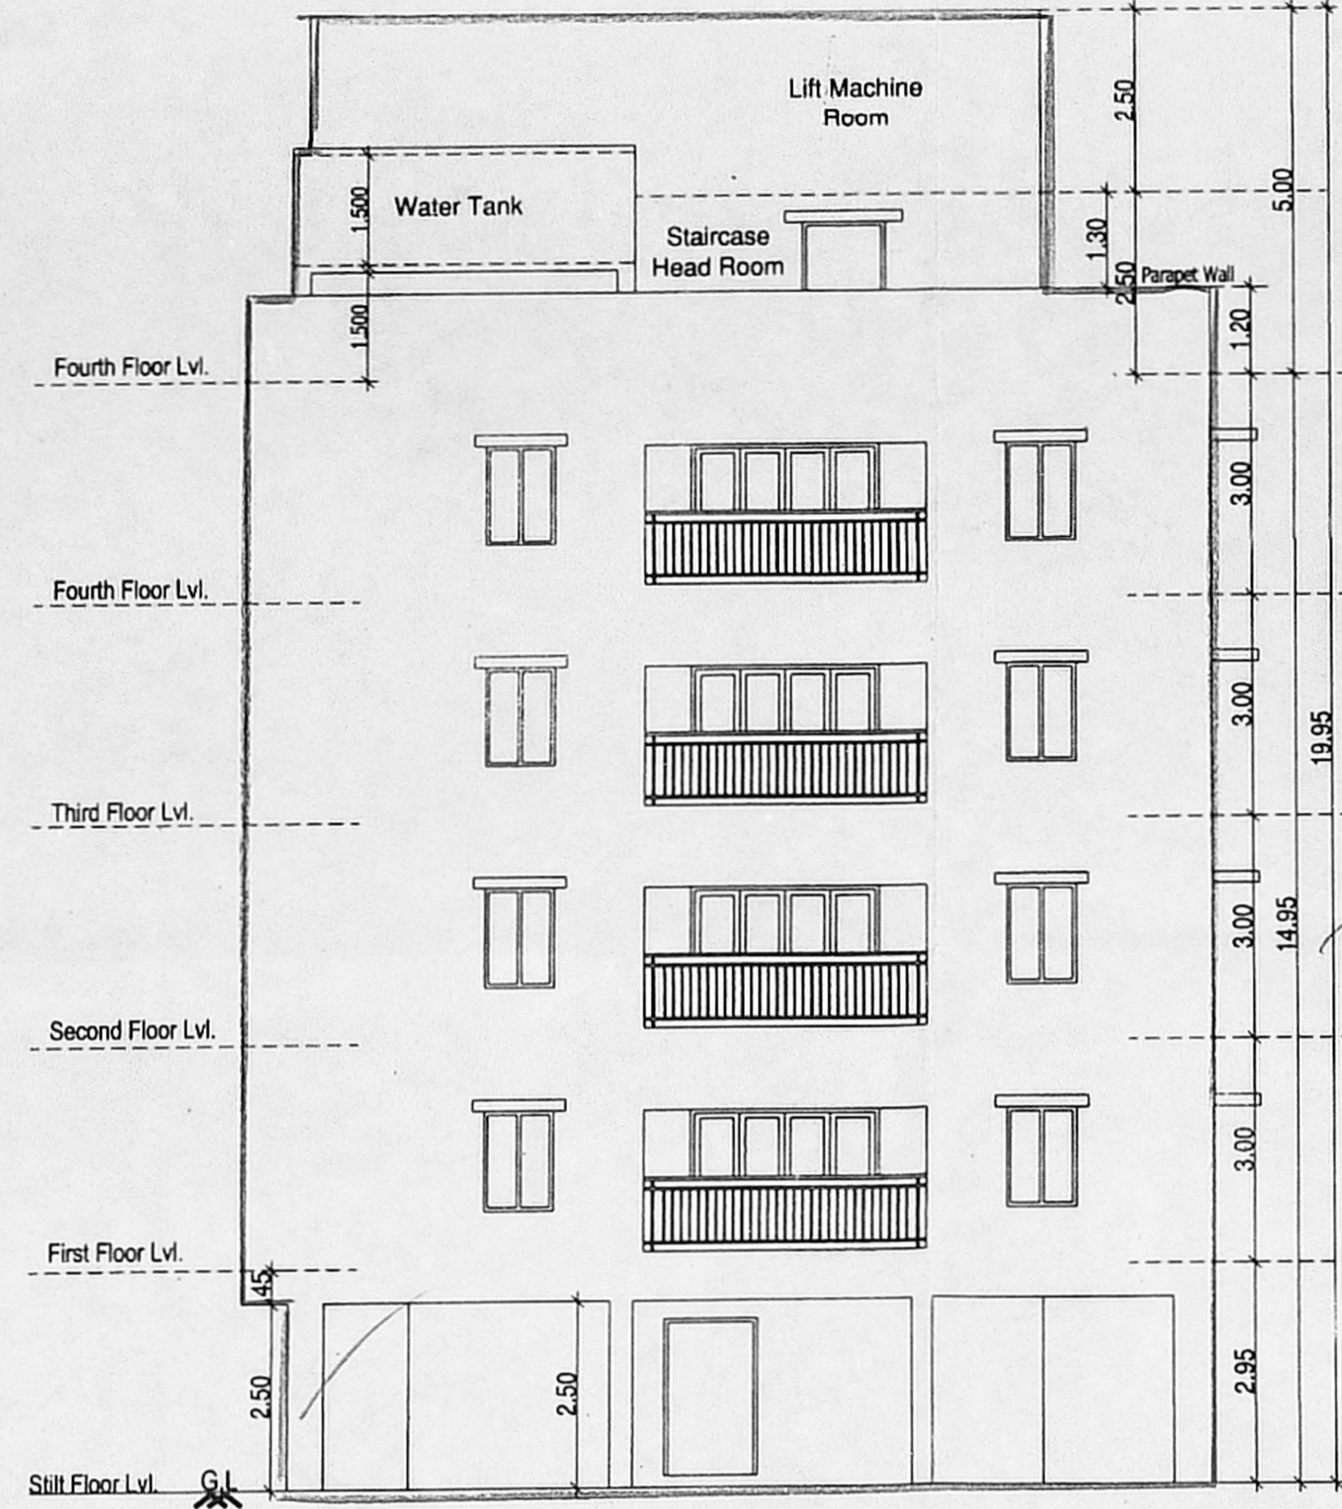 Lift Machine
Room
2.50
5.00
1.500
Water Tank
Staircase
Head Room
1.30
2.50
Parapet Wall
1.500
1.20
Fourth Floor Lvl.
3.00
Fourth Floor Lvl.
3.00
19.95
Third Floor Lvl.
3.00
14.95
Second Floor Lvl.
3.00
First Floor Lvl.
45
2.50
2.50
2.95
Stilt Floor Lvl.
G.L